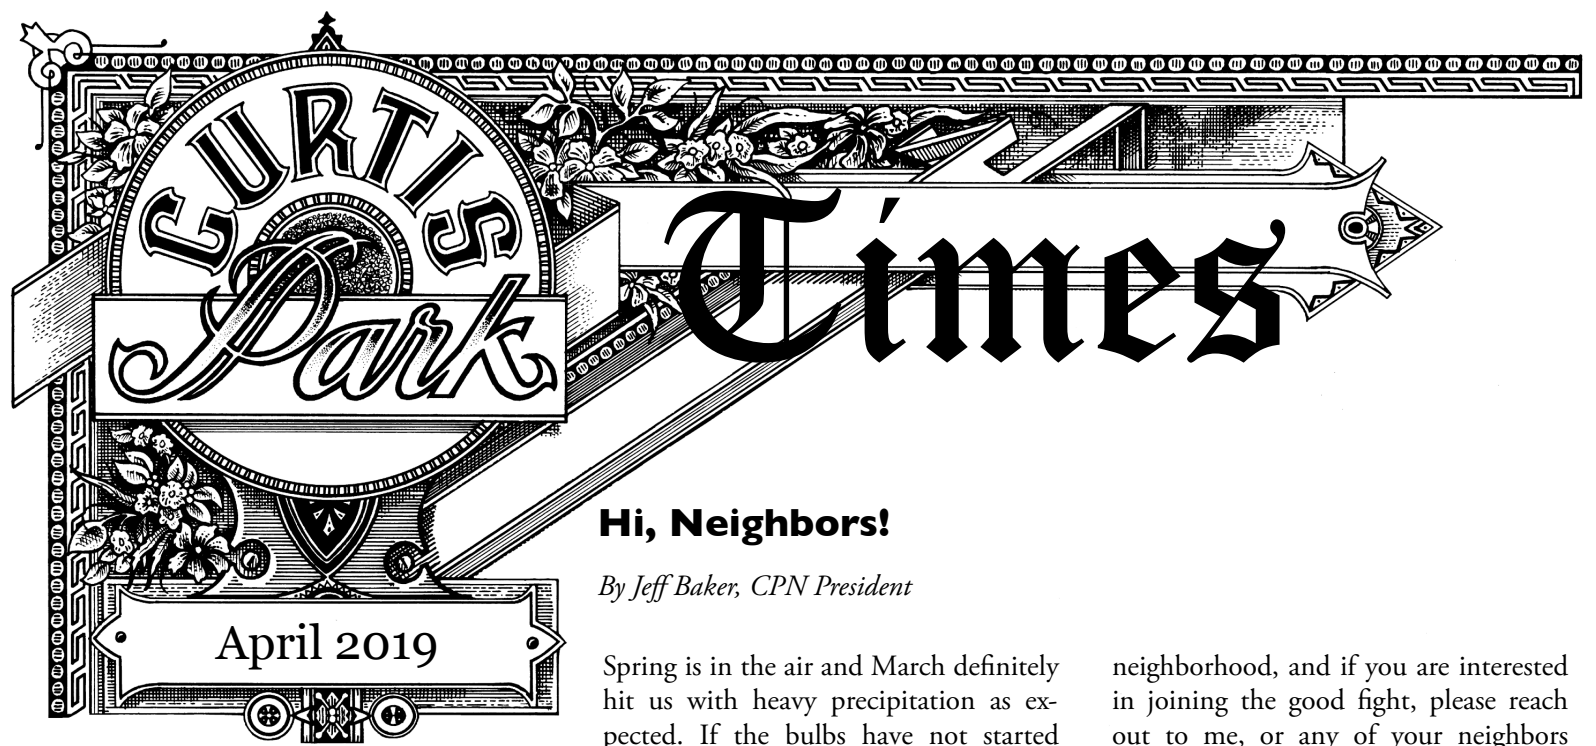 CURTIS
Park
Times
April 2019
Hi, Neighbors!
By Jeff Baker, CPN President
Spring is in the air and March definitely
hit us with heavy precipitation as ex-
pected. If the bulbs have not started
neighborhood, and if you are interested
in joining the good fight, please reach
out to me, or any of your neighbors